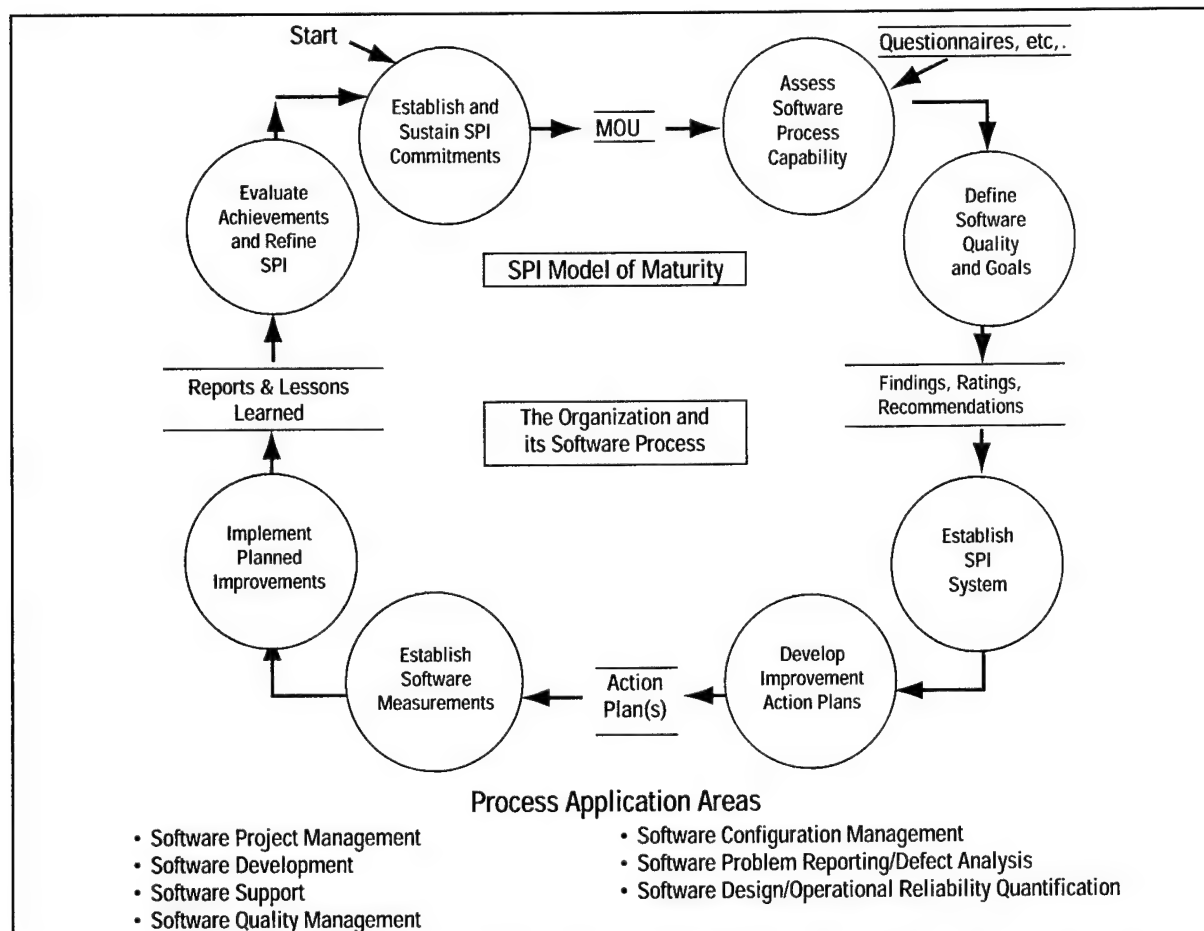 Start
Establish and
Sustain SPI
Commitments
MOU
Assess
Software
Process
Capability
Questionnaires, etc,.
Define
Software
Quality
and Goals
Findings, Ratings,
Recommendations
Establish
SPI
System
Develop
Improvement
Action Plans
Action
Plan(s)
Establish
Software
Measurements
Implement
Planned
Improvements
Reports & Lessons
Learned
Evaluate
Achievements
and Refine
SPI
SPI Model of Maturity
The Organization and
its Software Process
Process Application Areas
• Software Project Management
• Software Development
• Software Support
• Software Quality Management
• Software Configuration Management
• Software Problem Reporting/Defect Analysis
• Software Design/Operational Reliability Quantification